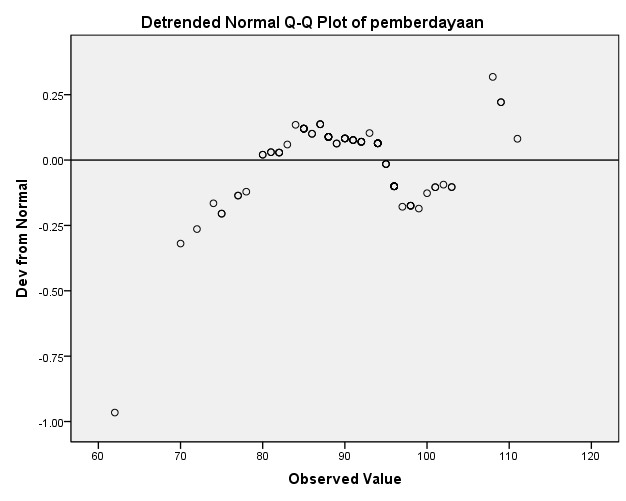 Detrended Normal Q-Q Plot of pemberdayaan
Dev from Normal
0.25
0.00
-0.25
-0.50
-0.75
-1.00
60 70 80 90 100 110 120
Observed Value